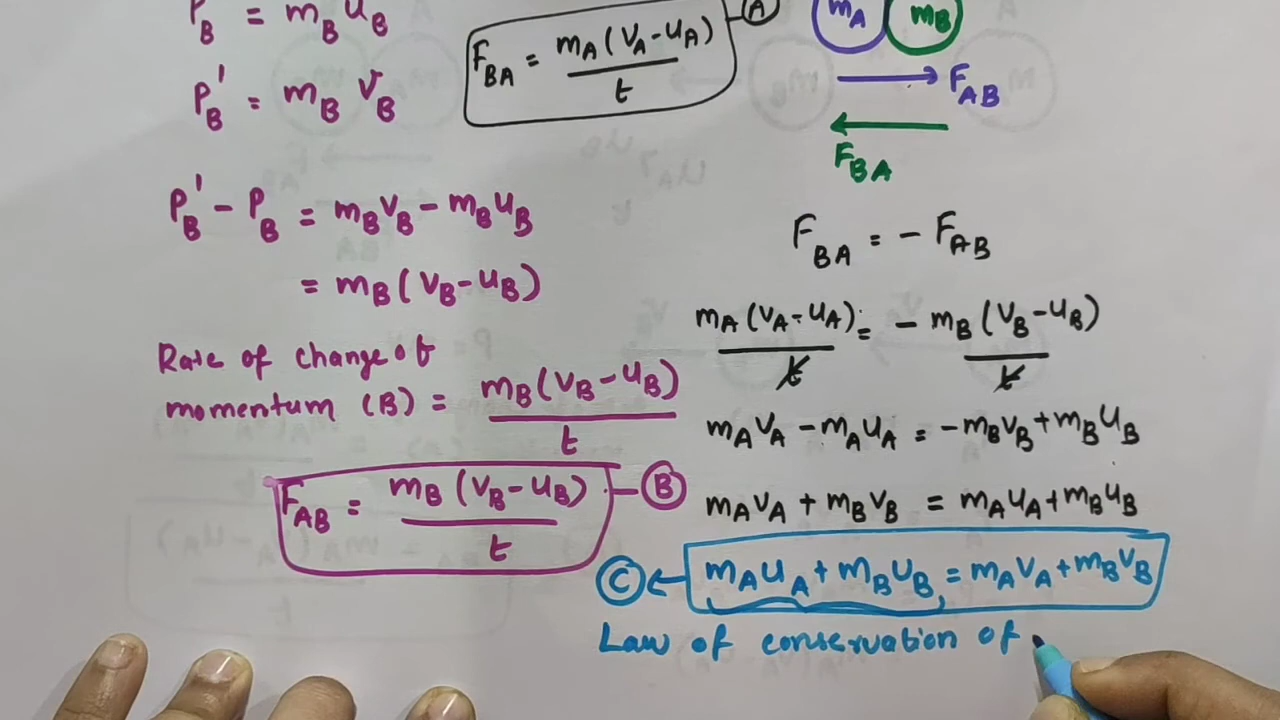 P_B = m_B u_B
P_B' = m_B v_B
P_B' - P_B = m_B v_B - m_B u_B
= m_B (v_B - u_B)
Rate of change of
momentum (B) = m_B (v_B - u_B) / t
F_AB = m_B (v_B - u_B) / t — B
F_BA = m_A (v_A - u_A) / t — A
m_A m_B
F_AB
F_BA
F_BA = - F_AB
m_A (v_A - u_A) / t = - m_B (v_B - u_B) / t
m_A v_A - m_A u_A = - m_B v_B + m_B u_B
m_A v_A + m_B v_B = m_A u_A + m_B u_B
C ← m_A u_A + m_B u_B = m_A v_A + m_B v_B
Law of conservation of